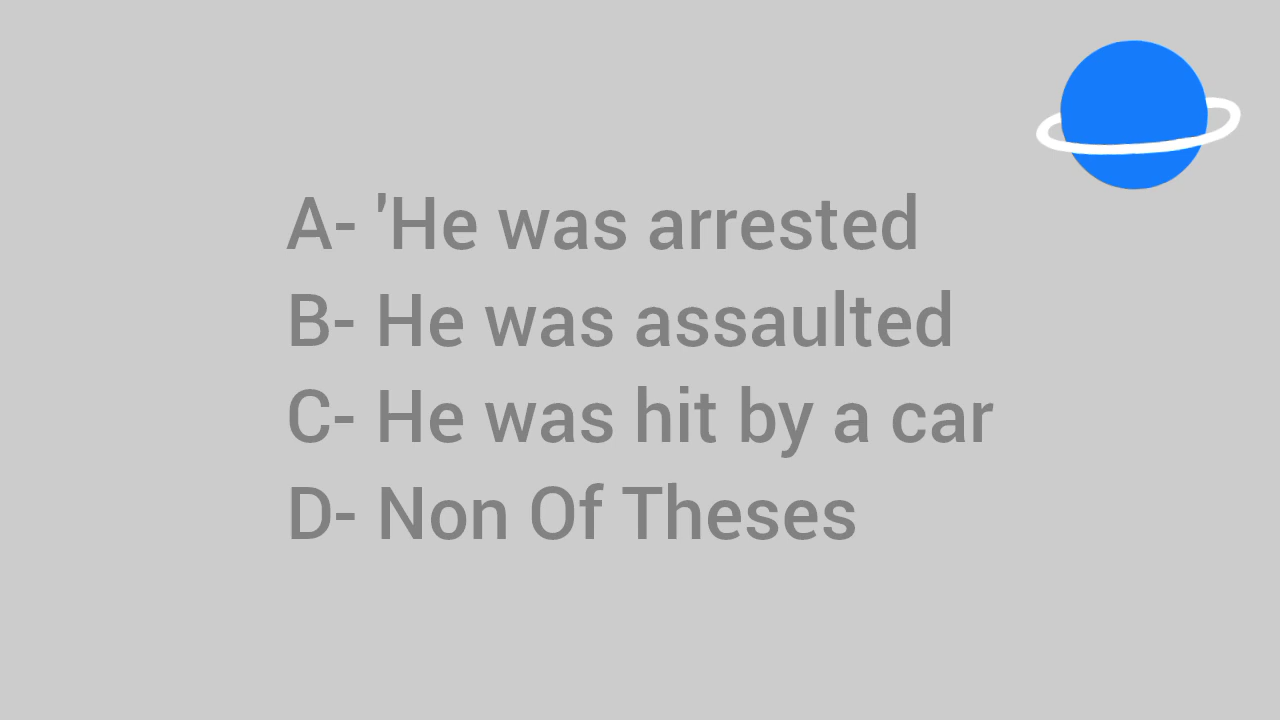 A- 'He was arrested
B- He was assaulted
C- He was hit by a car
D- Non Of Theses